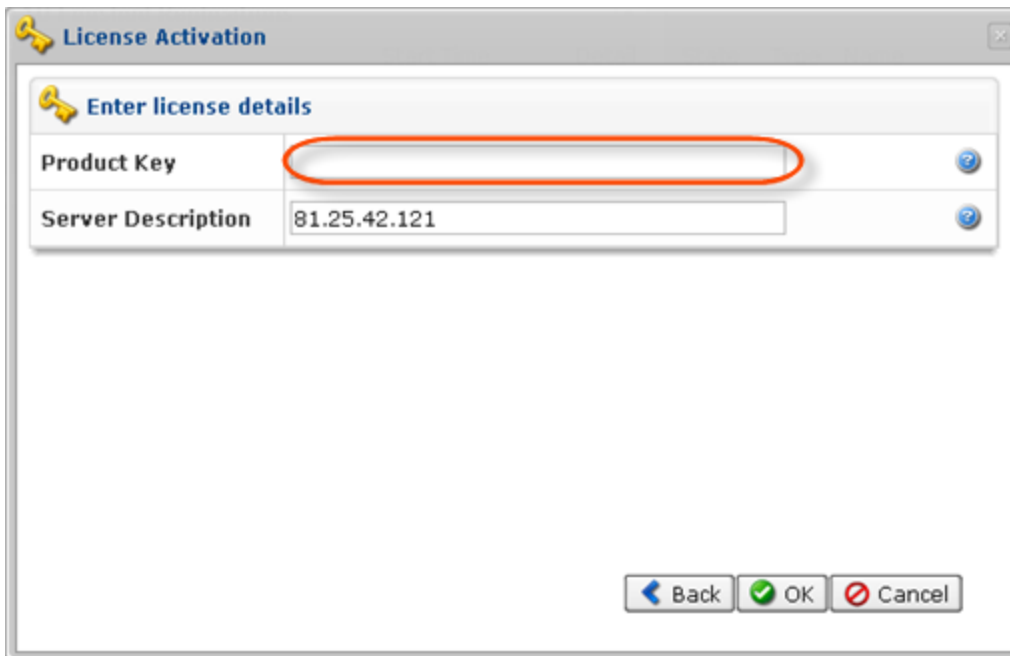 License Activation
Enter license details
Product Key
Server Description 81.25.42.121
Back OK Cancel